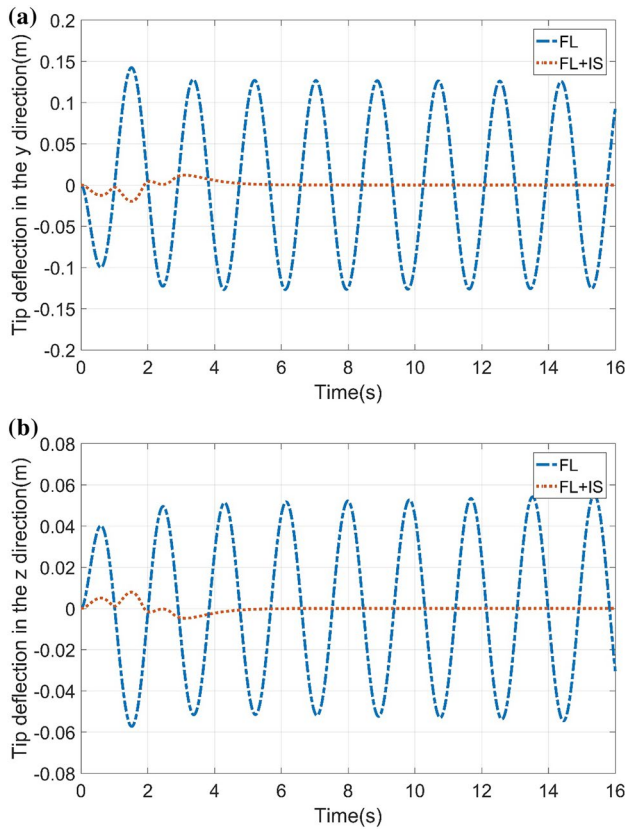 (a)
Tip deflection in the y direction(m)
0.2
0.15
0.1
0.05
0
-0.05
-0.1
-0.15
-0.2
FL
FL+IS
0 2 4 6 8 10 12 14 16
Time(s)
(b)
Tip deflection in the z direction(m)
0.08
0.06
0.04
0.02
0
-0.02
-0.04
-0.06
-0.08
FL
FL+IS
0 2 4 6 8 10 12 14 16
Time(s)